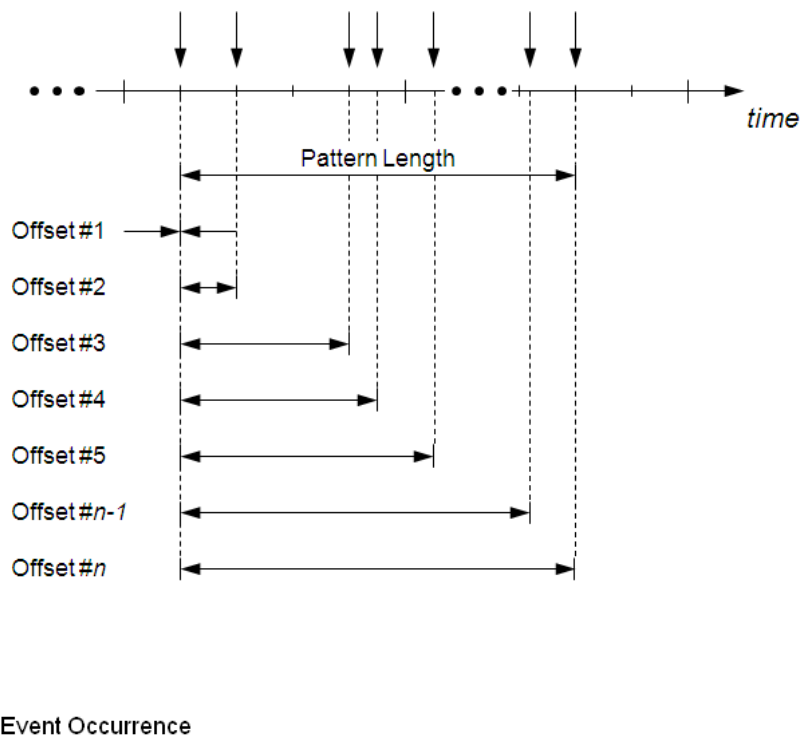 time
Pattern Length
Offset #1
Offset #2
Offset #3
Offset #4
Offset #5
Offset #n-1
Offset #n
Event Occurrence